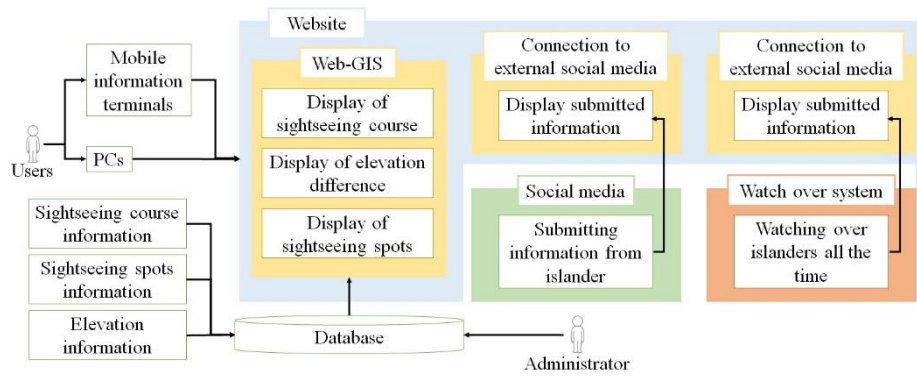 Website
Mobile
information
terminals
Users
PCs
Web-GIS
Display of
sightseeing course
Display of elevation
difference
Display of
sightseeing spots
Connection to
external social media
Display submitted
information
Connection to
external social media
Display submitted
information
Social media
Submitting
information from
islander
Watch over system
Watching over
islanders all the
time
Sightseeing course
information
Sightseeing spots
information
Elevation
information
Database
Administrator